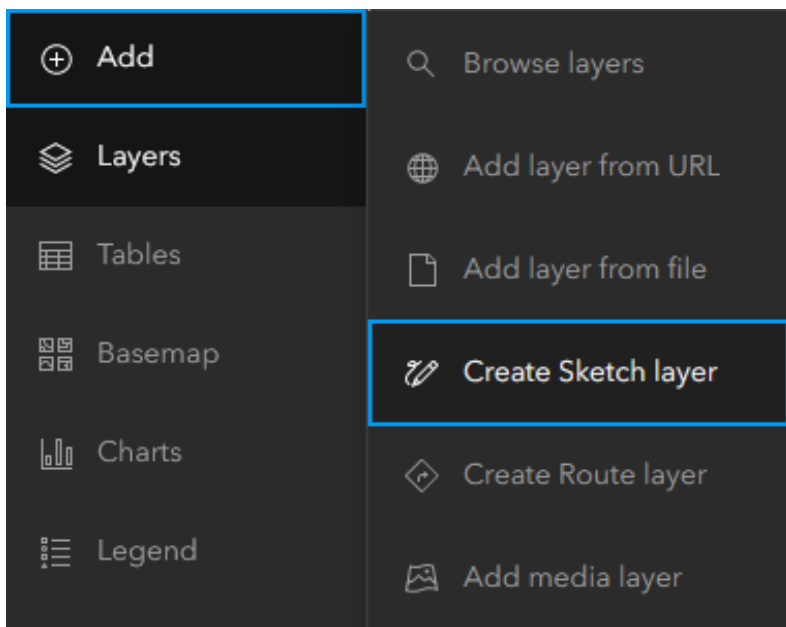 Add
Layers
Tables
Basemap
Charts
Legend
Browse layers
Add layer from URL
Add layer from file
Create Sketch layer
Create Route layer
Add media layer